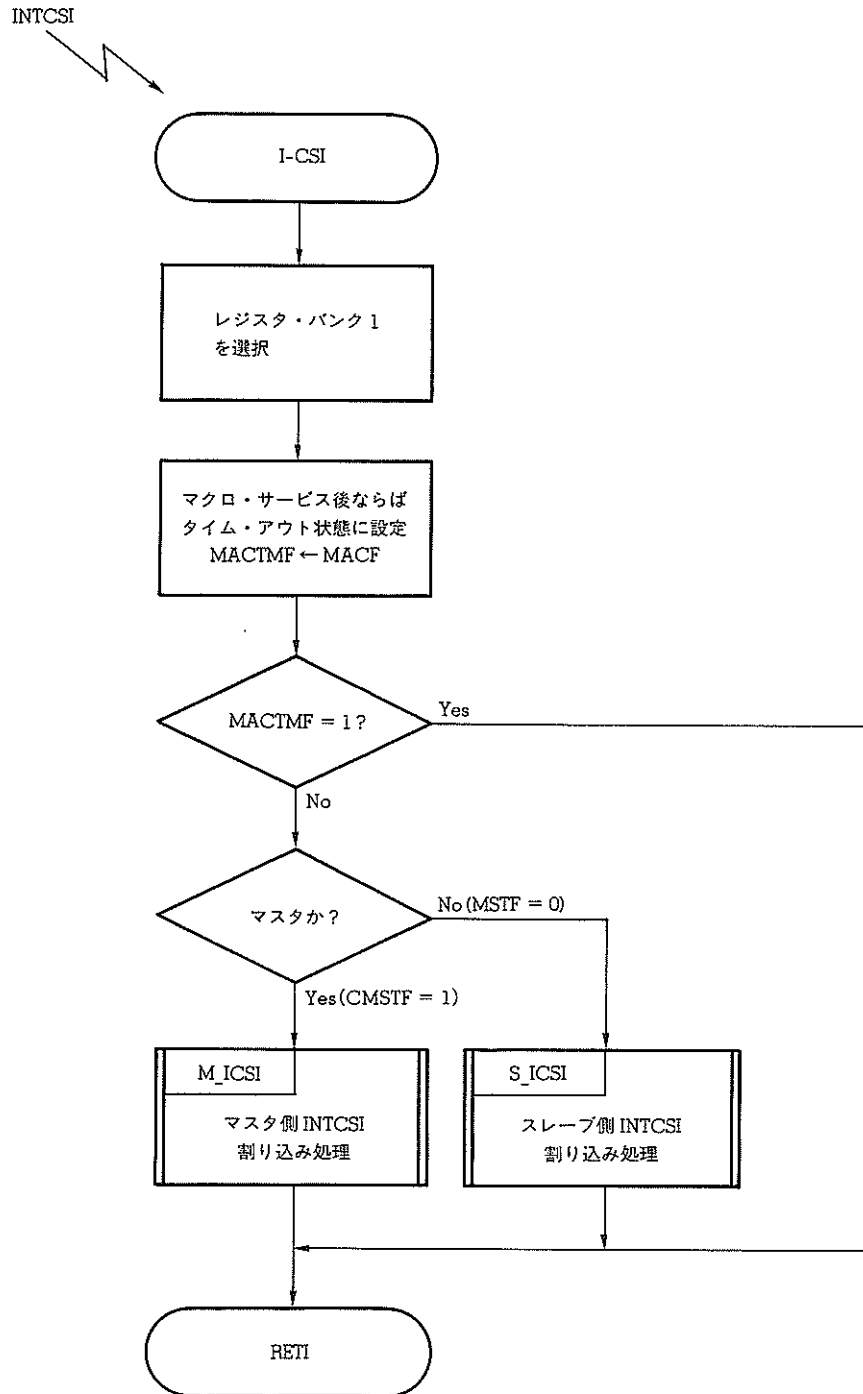 INTCSI
I-CSI
レジスタ・バンク1
を選択
マクロ・サービス後ならば
タイム・アウト状態に設定
MACTMF ← MACF
MACTMF = 1?
Yes
No
マスタか？
No (MSTF = 0)
Yes (CMSTF = 1)
M_ICSI
マスタ側 INTCSI
割り込み処理
S_ICSI
スレーブ側 INTCSI
割り込み処理
RETI